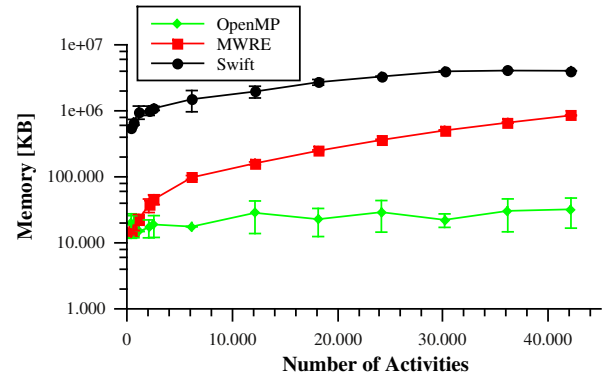 OpenMP
MWRE
Swift
1e+07
1e+06
100.000
10.000
1.000
Memory [KB]
0
10.000
20.000
30.000
40.000
Number of Activities